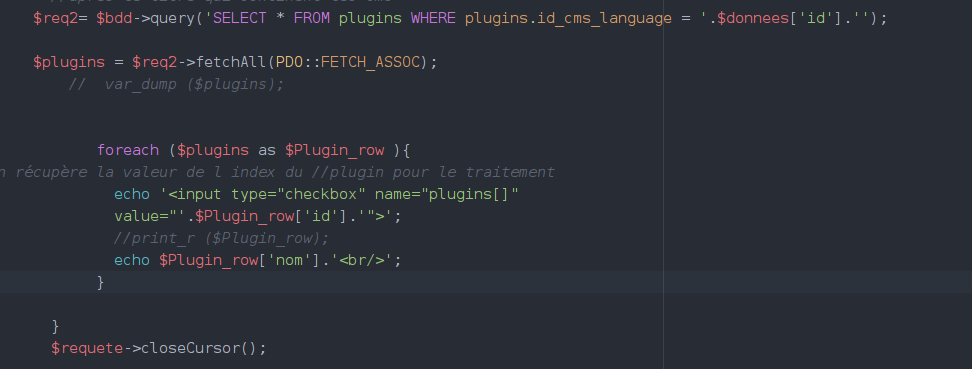 $req2= $bdd->query('SELECT * FROM plugins WHERE plugins.id_cms_language = '.$donnees['id'].'');
$plugins = $req2->fetchAll(PDO::FETCH_ASSOC);
// var_dump ($plugins);
foreach ($plugins as $Plugin_row ){
n récupère la valeur de l index du //plugin pour le traitement
echo '<input type="checkbox" name="plugins[]"
value="'.$Plugin_row['id'].'">';
//print_r ($Plugin_row);
echo $Plugin_row['nom'].'<br/>';
}
}
$requete->closeCursor();